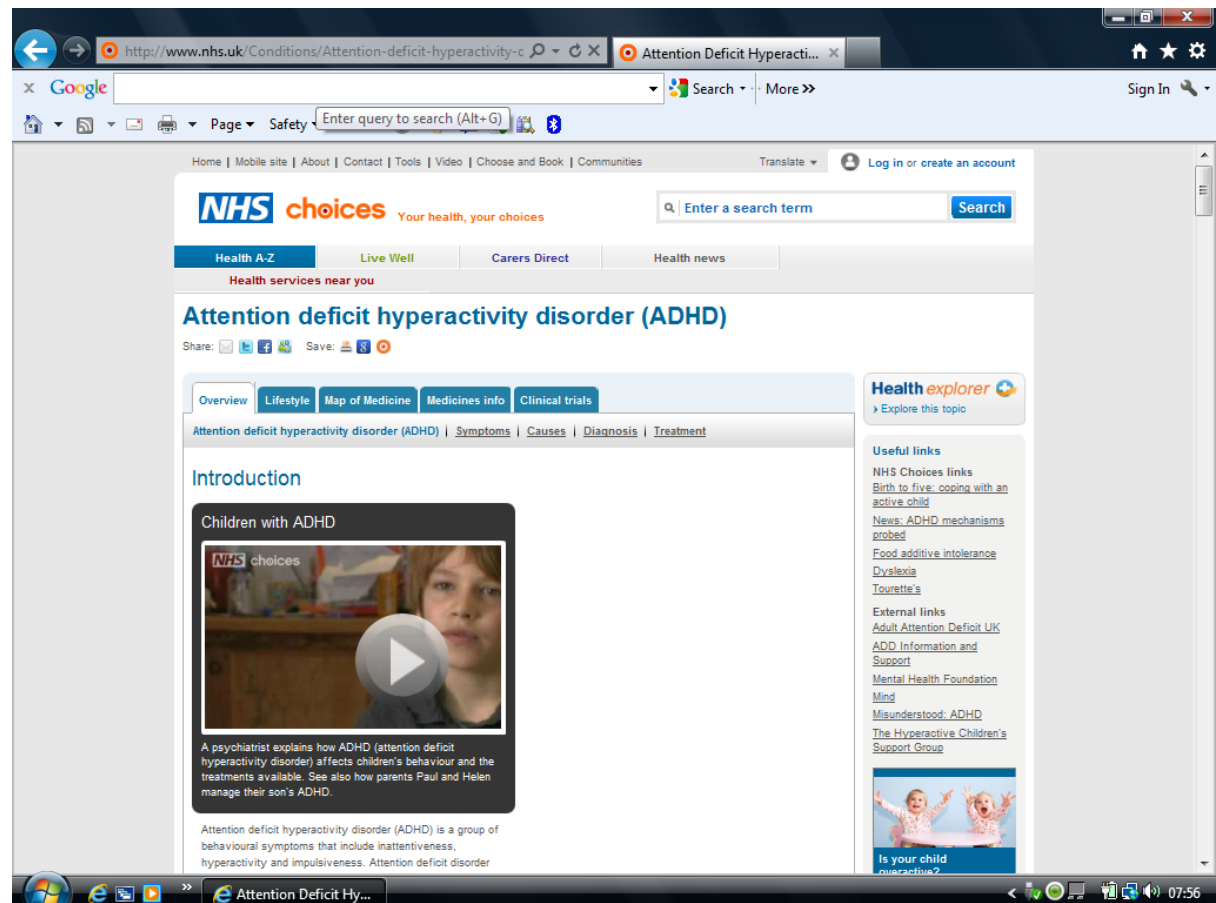 http://www.nhs.uk/Conditions/Attention-deficit-hyperactivity-
Attention Deficit Hyperacti...
Google
Search
More >>
Sign In
Page
Safety
Enter query to search (Alt+G)
Home | Mobile site | About | Contact | Tools | Video | Choose and Book | Communities
Translate
Log in or create an account
NHS choices Your health, your choices
Enter a search term
Search
Health A-Z
Live Well
Carers Direct
Health news
Health services near you
Attention deficit hyperactivity disorder (ADHD)
Share:
Save:
Overview
Lifestyle
Map of Medicine
Medicines info
Clinical trials
Attention deficit hyperactivity disorder (ADHD) | Symptoms | Causes | Diagnosis | Treatment
Introduction
Children with ADHD
NHS choices
A psychiatrist explains how ADHD (attention deficit
hyperactivity disorder) affects children's behaviour and the
treatments available. See also how parents Paul and Helen
manage their son's ADHD.
Attention deficit hyperactivity disorder (ADHD) is a group of
behavioural symptoms that include inattentiveness,
hyperactivity and impulsiveness. Attention deficit disorder
Health explorer
Explore this topic
Useful links
NHS Choices links
Birth to five: coping with an
active child
News: ADHD mechanisms
probed
Food additive intolerance
Dyslexia
Tourette's
External links
Adult Attention Deficit UK
ADD Information and
Support
Mental Health Foundation
Mind
Misunderstood: ADHD
The Hyperactive Children's
Support Group
Is your child
overactive?
Attention Deficit Hy...
07:56